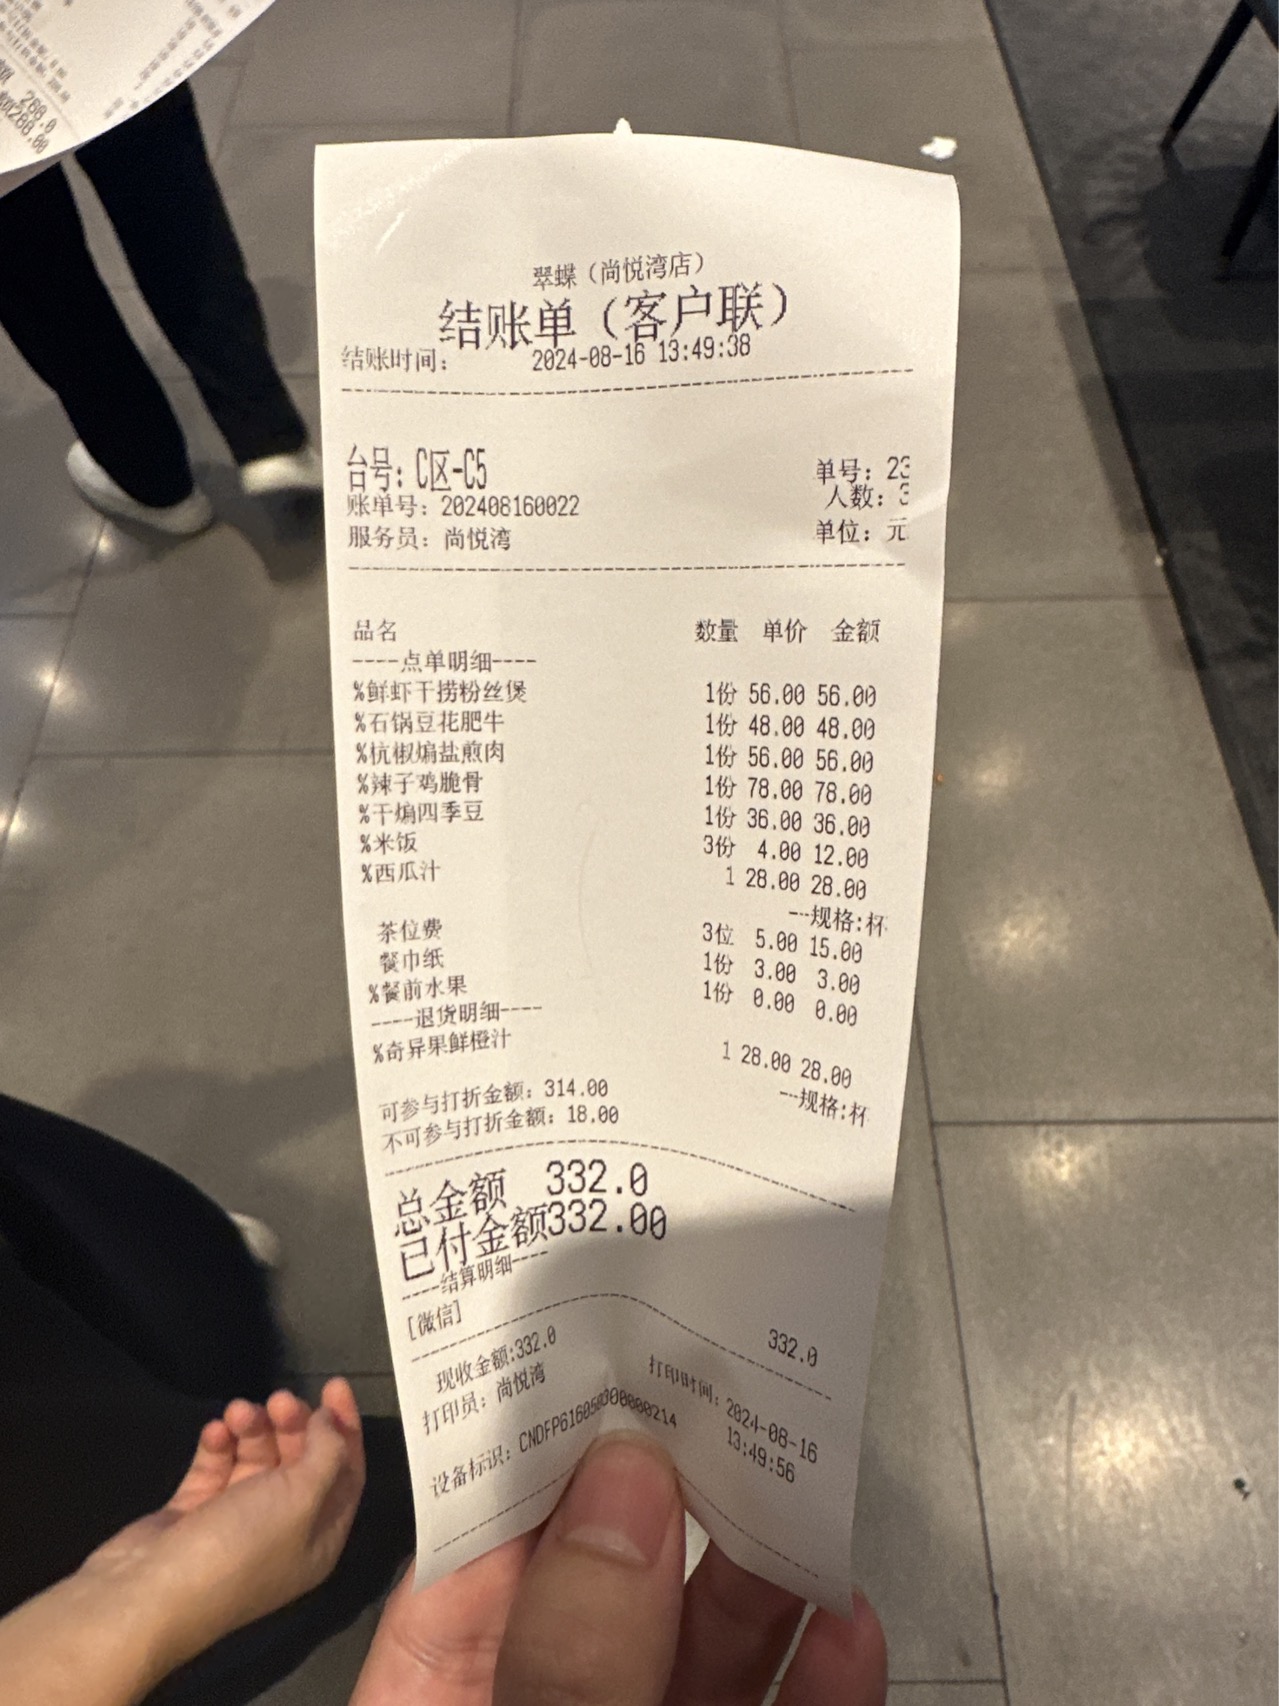 268.0
额268.00
翠蝶（尚悦湾店）
结账单（客户联）
结账时间： 2024-08-16 13:49:38
台号：C区-C5 单号：23
账单号：202408160022 人数：3
服务员：尚悦湾 单位：元
品名 数量 单价 金额
----点单明细----
%鲜虾干捞粉丝煲 1份 56.00 56.00
%石锅豆花肥牛 1份 48.00 48.00
%杭椒煸盐煎肉 1份 56.00 56.00
%辣子鸡脆骨 1份 78.00 78.00
%干煸四季豆 1份 36.00 36.00
%米饭 3份 4.00 12.00
%西瓜汁 1 28.00 28.00
--规格:杯
茶位费 3位 5.00 15.00
餐巾纸 1份 3.00 3.00
%餐前水果 1份 0.00 0.00
----退货明细----
%奇异果鲜橙汁 1 28.00 28.00
--规格:杯
可参与打折金额：314.00
不可参与打折金额：18.00
总金额 332.0
已付金额332.00
----结算明细----
[微信] 332.0
现收金额:332.0
打印员：尚悦湾 打印时间：2024-08-16
13:49:56
设备标识：CNDFP616050300000214